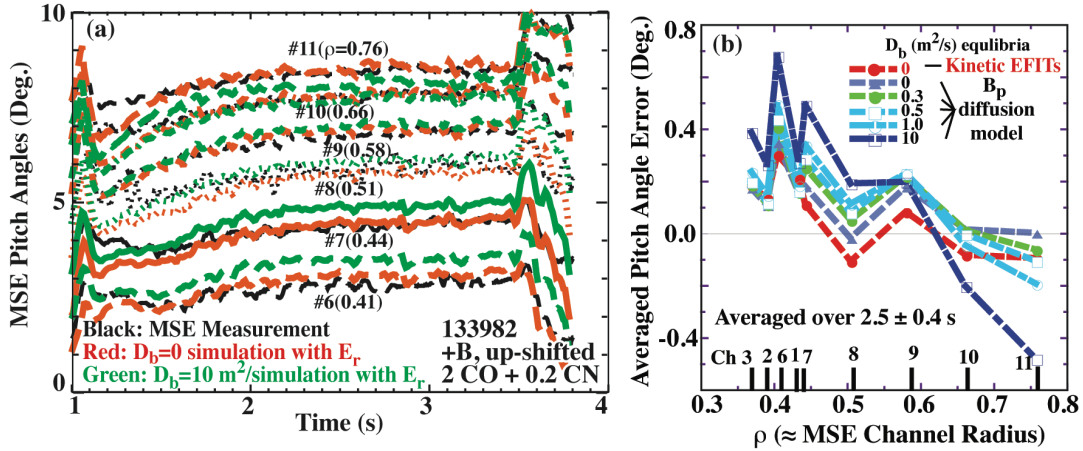 (a)
10
5
0
MSE Pitch Angles (Deg.)
#11(ρ=0.76)
#10(0.66)
#9(0.58)
#8(0.51)
#7(0.44)
#6(0.41)
Black: MSE Measurement
Red: D_b=0 simulation with E_r
Green: D_b=10 m²/simulation with E_r
133982
+B, up-shifted
2 CO + 0.2 CN
1 2 3 4
Time (s)
(b)
0.8
0.4
0.0
-0.4
Averaged Pitch Angle Error (Deg.)
D_b (m²/s) equlibria
0 Kinetic EFITs
0
0.3
0.5
1.0
10
B_p
diffusion
model
Averaged over 2.5 ± 0.4 s
Ch 3 2 6 1 7 8 9 10 11
0.3 0.4 0.5 0.6 0.7 0.8
ρ (≈ MSE Channel Radius)